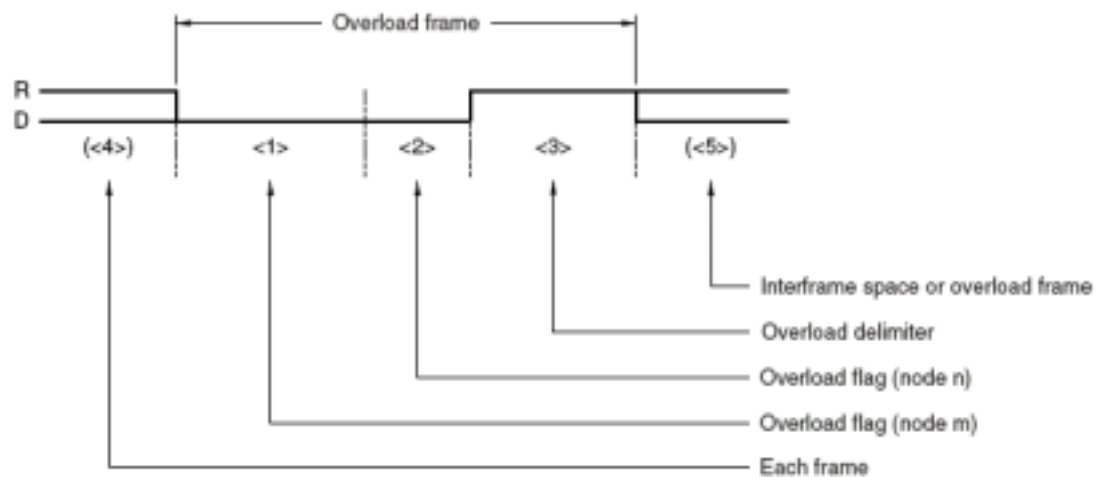 Overload frame
R
D
(<4>) <1> <2> <3> (<5>)
Interframe space or overload frame
Overload delimiter
Overload flag (node n)
Overload flag (node m)
Each frame